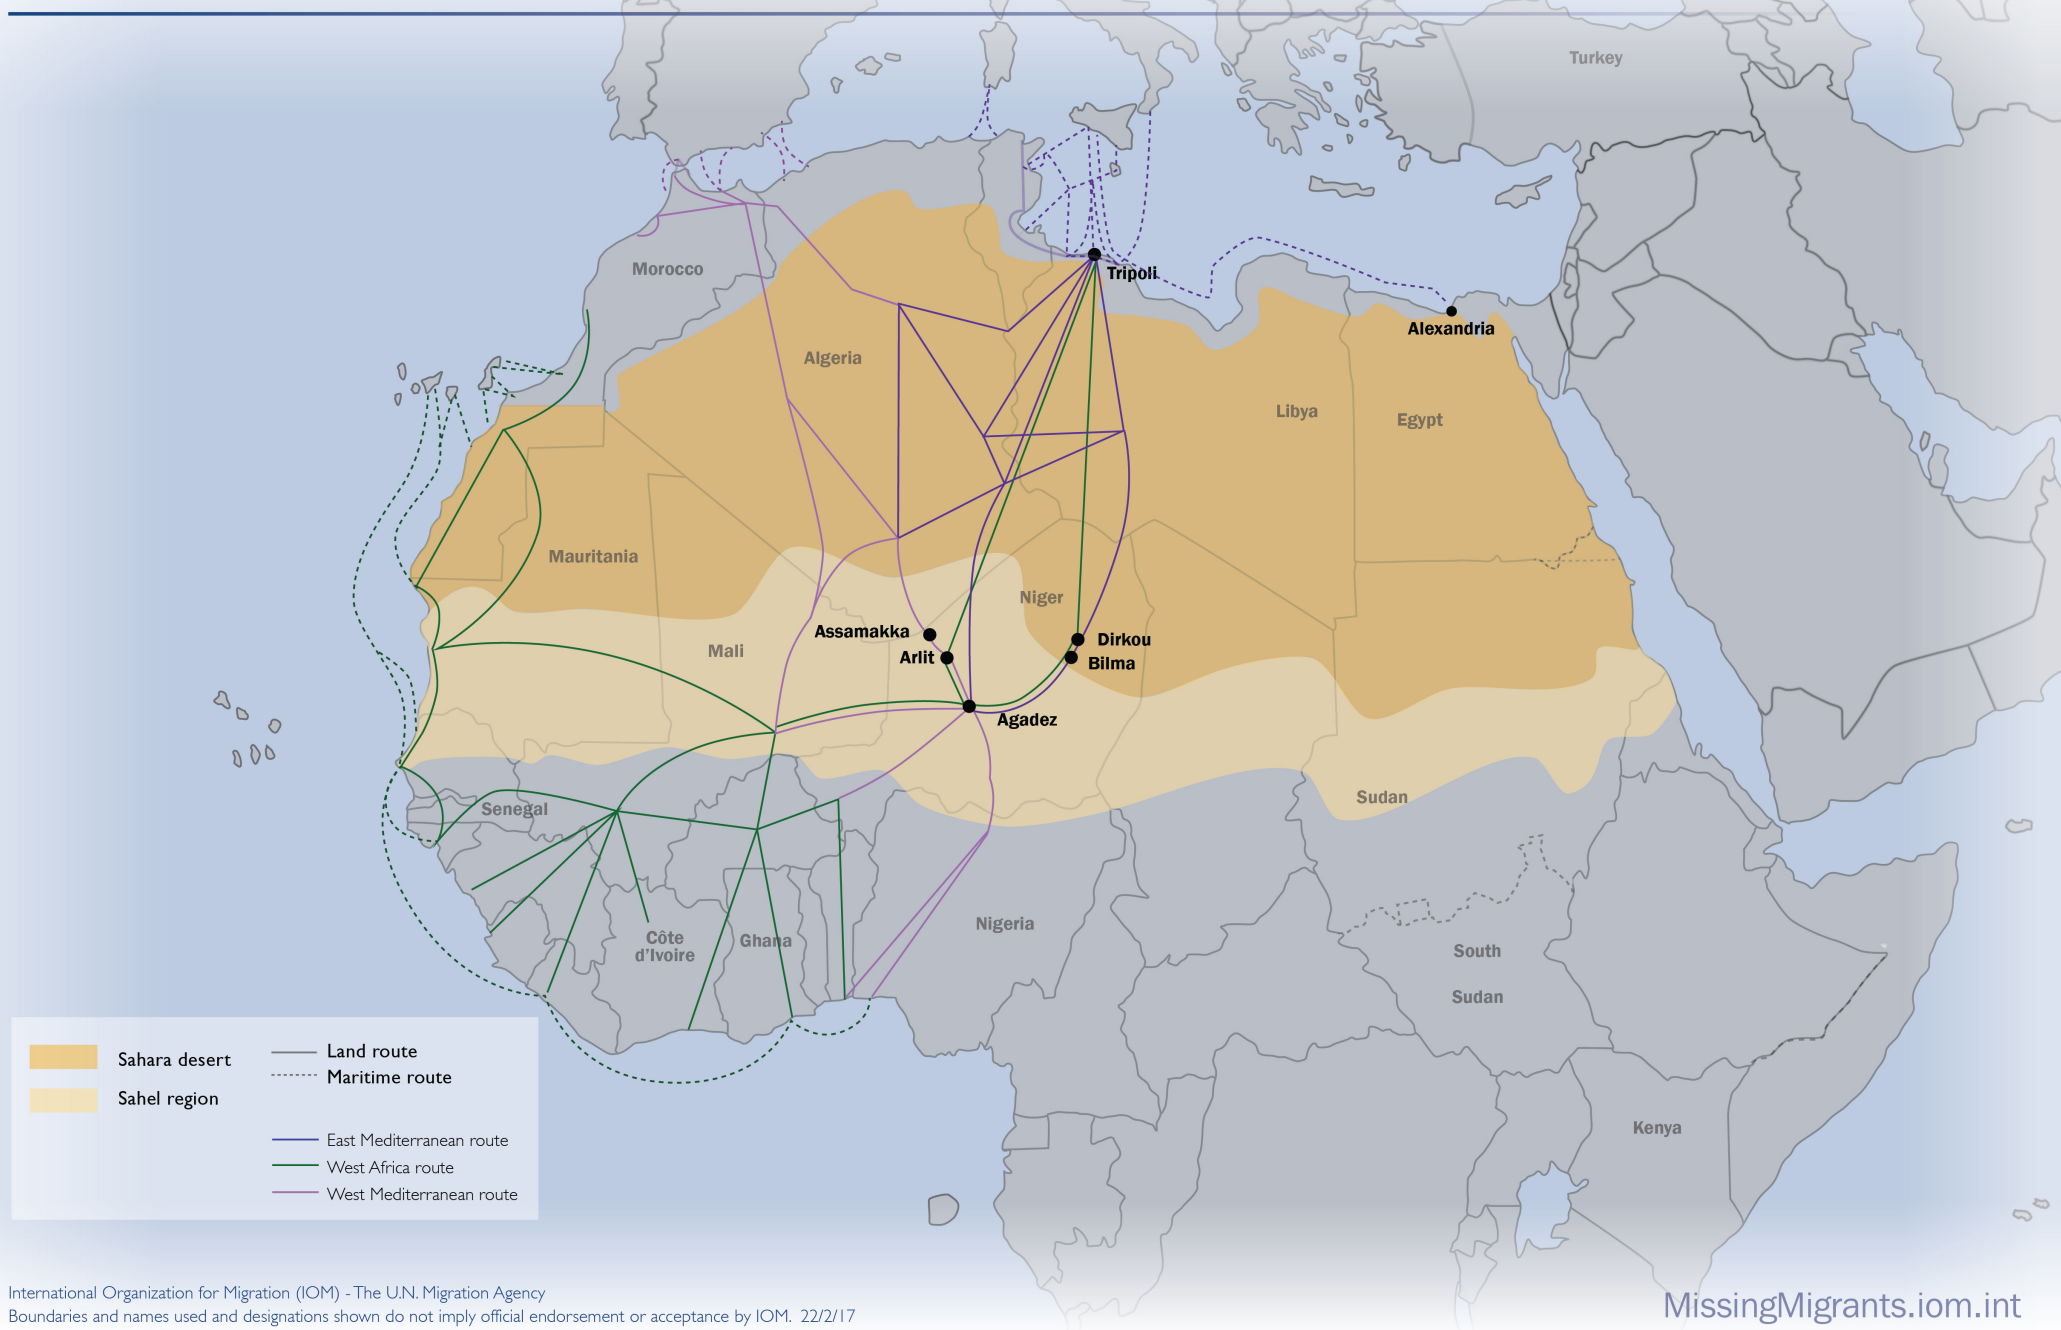 Turkey
Tripoli
Morocco
Alexandria
Algeria
Libya
Egypt
Mauritania
Niger
Assamakka
Dirkou
Mali
Arlit
Bilma
Agadez
Sudan
Senegal
Nigeria
Côte
d'Ivoire
Ghana
South
Sudan
Kenya
Sahara desert
Sahel region
Land route
Maritime route
East Mediterranean route
West Africa route
West Mediterranean route
International Organization for Migration (IOM) - The U.N. Migration Agency
Boundaries and names used and designations shown do not imply official endorsement or acceptance by IOM. 22/2/17
MissingMigrants.iom.int